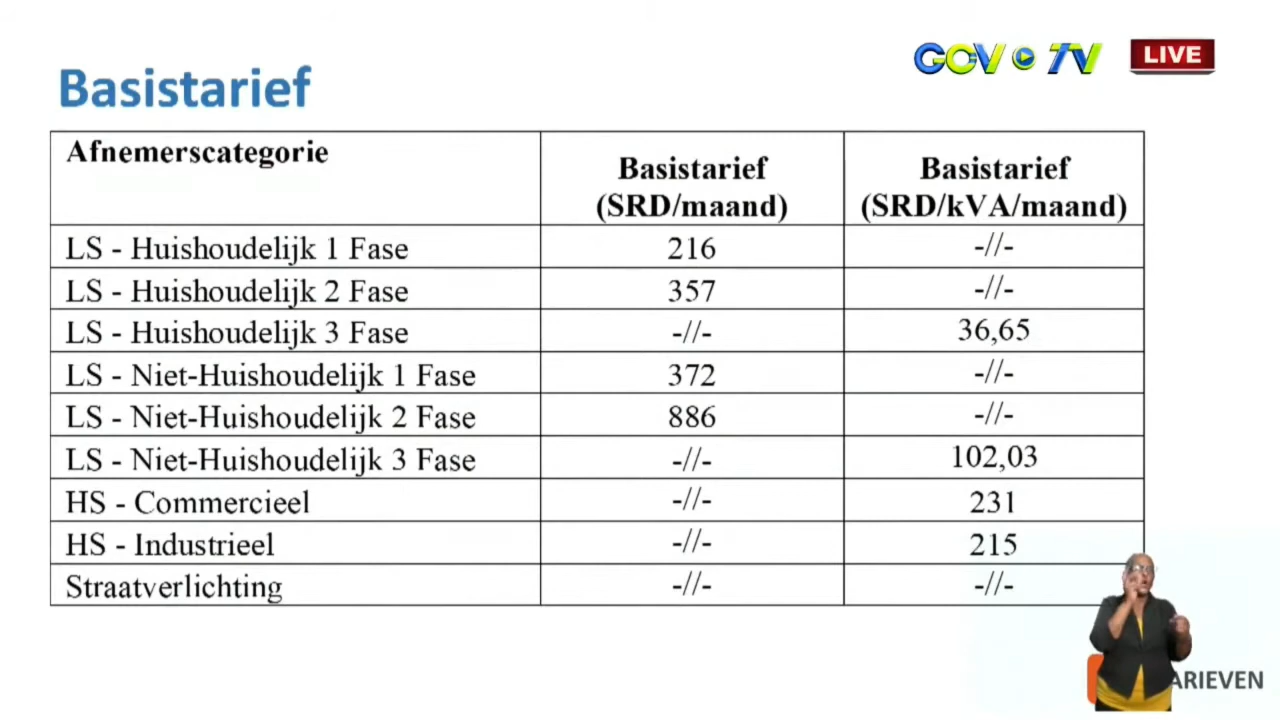 GOV TV LIVE
Basistarief
Afnemerscategorie Basistarief (SRD/maand) Basistarief (SRD/kVA/maand)
LS - Huishoudelijk 1 Fase 216 -//-
LS - Huishoudelijk 2 Fase 357 -//-
LS - Huishoudelijk 3 Fase -//- 36,65
LS - Niet-Huishoudelijk 1 Fase 372 -//-
LS - Niet-Huishoudelijk 2 Fase 886 -//-
LS - Niet-Huishoudelijk 3 Fase -//- 102,03
HS - Commercieel -//- 231
HS - Industrieel -//- 215
Straatverlichting -//- -//-